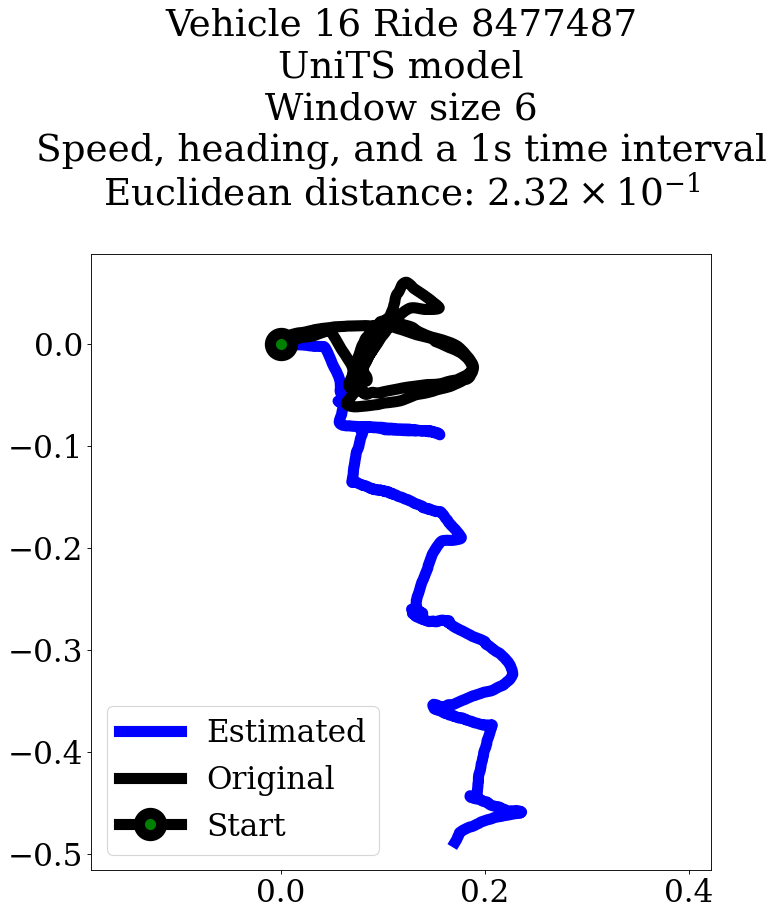 Vehicle 16 Ride 8477487
UniTS model
Window size 6
Speed, heading, and a 1s time interval
Euclidean distance: 2.32 × 10⁻¹
0.0
−0.1
−0.2
−0.3
−0.4
−0.5
Estimated
Original
Start
0.0 0.2 0.4